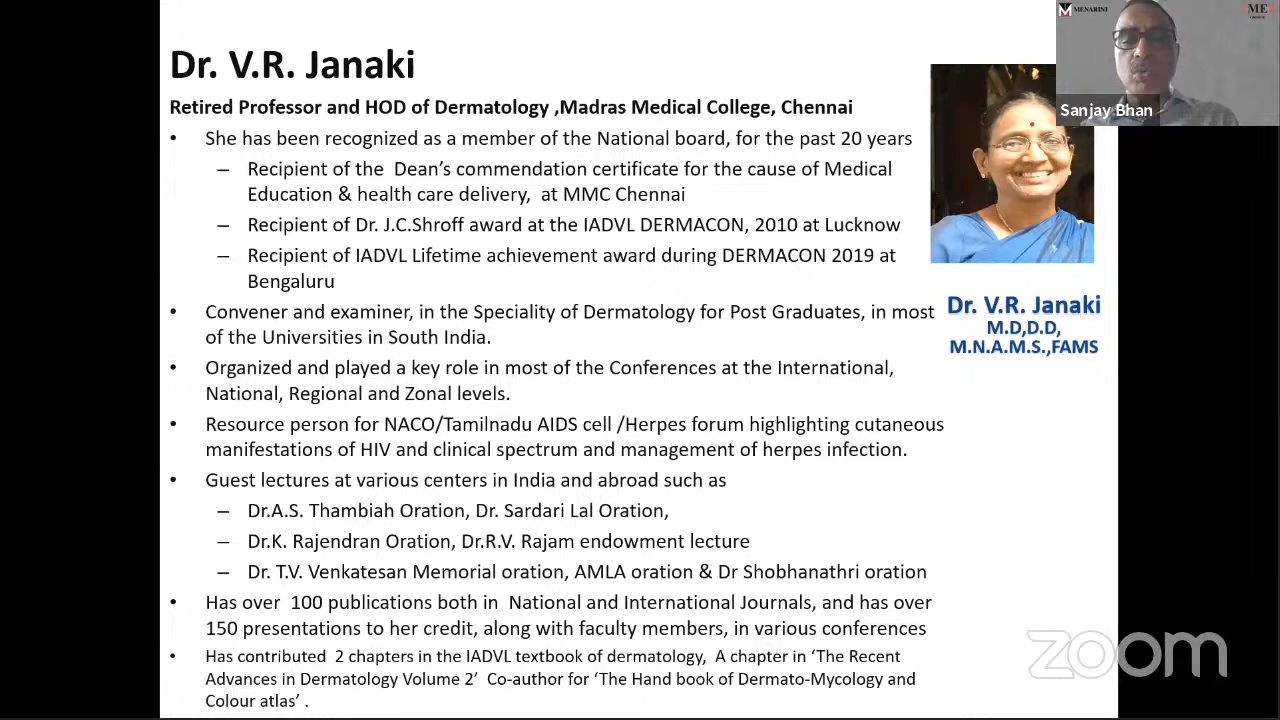 MENARINI
Sanjay Bhan
Dr. V.R. Janaki
Retired Professor and HOD of Dermatology ,Madras Medical College, Chennai
• She has been recognized as a member of the National board, for the past 20 years
– Recipient of the Dean’s commendation certificate for the cause of Medical
Education & health care delivery, at MMC Chennai
– Recipient of Dr. J.C.Shroff award at the IADVL DERMACON, 2010 at Lucknow
– Recipient of IADVL Lifetime achievement award during DERMACON 2019 at
Bengaluru
• Convener and examiner, in the Speciality of Dermatology for Post Graduates, in most
of the Universities in South India.
• Organized and played a key role in most of the Conferences at the International,
National, Regional and Zonal levels.
• Resource person for NACO/Tamilnadu AIDS cell /Herpes forum highlighting cutaneous
manifestations of HIV and clinical spectrum and management of herpes infection.
• Guest lectures at various centers in India and abroad such as
– Dr.A.S. Thambiah Oration, Dr. Sardari Lal Oration,
– Dr.K. Rajendran Oration, Dr.R.V. Rajam endowment lecture
– Dr. T.V. Venkatesan Memorial oration, AMLA oration & Dr Shobhanathri oration
• Has over 100 publications both in National and International Journals, and has over
150 presentations to her credit, along with faculty members, in various conferences
• Has contributed 2 chapters in the IADVL textbook of dermatology, A chapter in ‘The Recent
Advances in Dermatology Volume 2’ Co-author for ‘The Hand book of Dermato-Mycology and
Colour atlas’ .
Dr. V.R. Janaki
M.D,D.D,
M.N.A.M.S.,FAMS
zoom